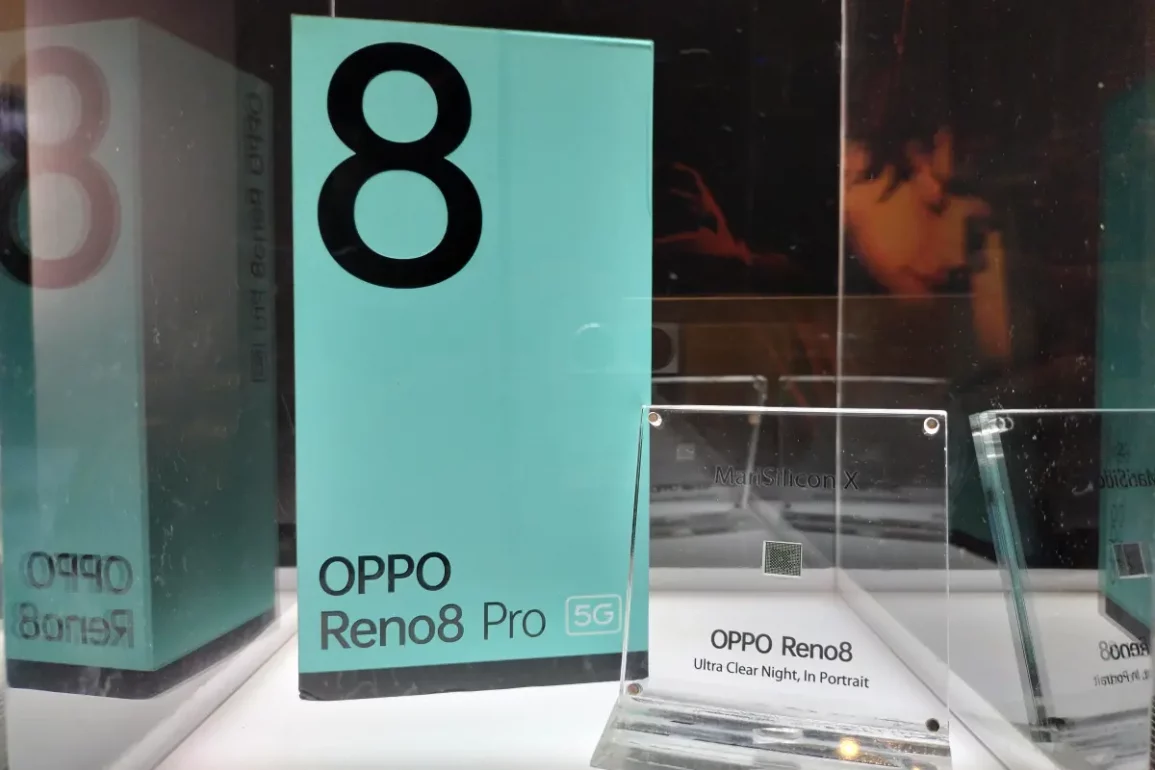 8
OPPO
Reno8 Pro 5G
MariSilicon X
OPPO Reno8
Ultra Clear Night, In Portrait